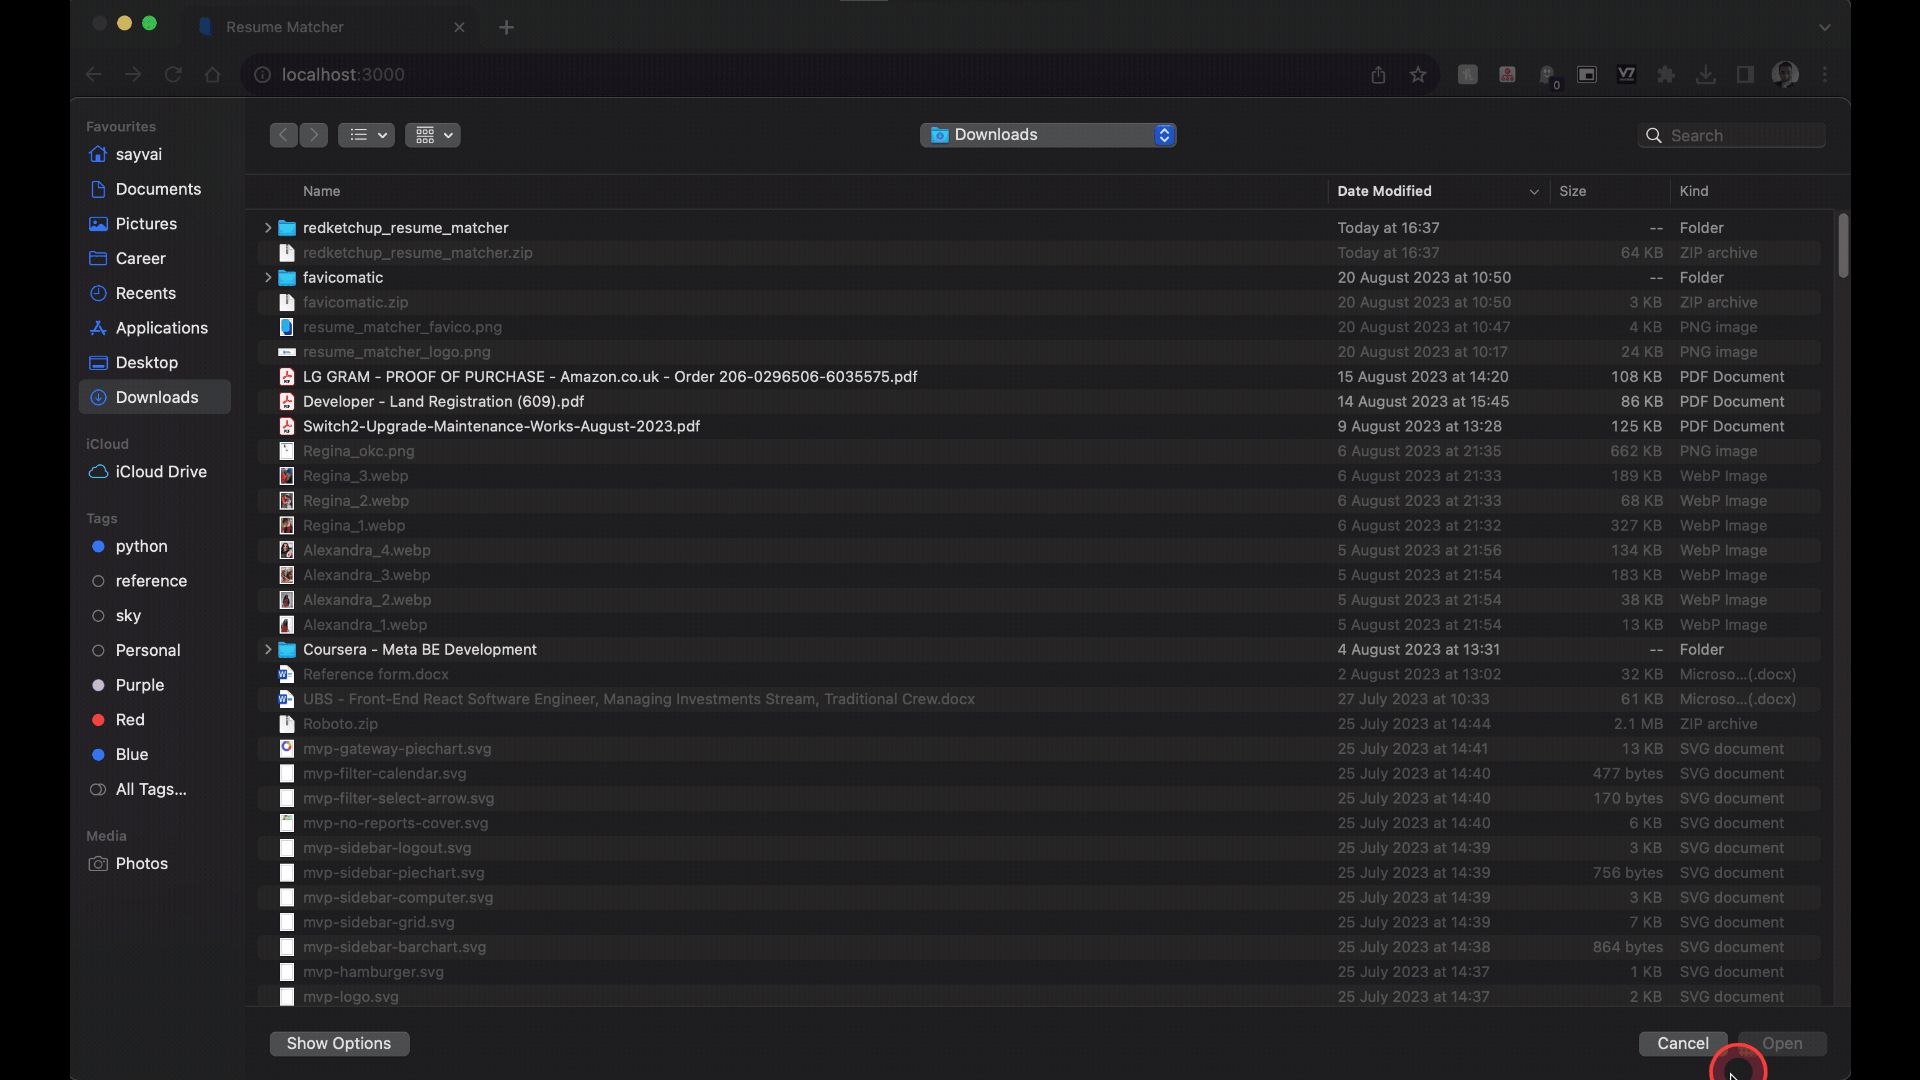 Resume Matcher
localhost:3000
0
V7
Favourites
sayvai
Documents
Pictures
Career
Recents
Applications
Desktop
Downloads
iCloud
iCloud Drive
Tags
python
reference
sky
Personal
Purple
Red
Blue
All Tags...
Media
Photos
Downloads
Search
Name Date Modified Size Kind
redketchup_resume_matcher Today at 16:37 -- Folder
redketchup_resume_matcher.zip Today at 16:37 64 KB ZIP archive
favicomatic 20 August 2023 at 10:50 -- Folder
favicomatic.zip 20 August 2023 at 10:50 3 KB ZIP archive
resume_matcher_favico.png 20 August 2023 at 10:47 4 KB PNG image
resume_matcher_logo.png 20 August 2023 at 10:17 24 KB PNG image
LG GRAM - PROOF OF PURCHASE - Amazon.co.uk - Order 206-0296506-6035575.pdf 15 August 2023 at 14:20 108 KB PDF Document
Developer - Land Registration (609).pdf 14 August 2023 at 15:45 86 KB PDF Document
Switch2-Upgrade-Maintenance-Works-August-2023.pdf 9 August 2023 at 13:28 125 KB PDF Document
Regina_okc.png 6 August 2023 at 21:35 662 KB PNG image
Regina_3.webp 6 August 2023 at 21:33 189 KB WebP Image
Regina_2.webp 6 August 2023 at 21:33 68 KB WebP Image
Regina_1.webp 6 August 2023 at 21:32 327 KB WebP Image
Alexandra_4.webp 5 August 2023 at 21:56 134 KB WebP Image
Alexandra_3.webp 5 August 2023 at 21:54 183 KB WebP Image
Alexandra_2.webp 5 August 2023 at 21:54 38 KB WebP Image
Alexandra_1.webp 5 August 2023 at 21:54 13 KB WebP Image
Coursera - Meta BE Development 4 August 2023 at 13:31 -- Folder
Reference form.docx 2 August 2023 at 13:02 32 KB Microso...(.docx)
UBS - Front-End React Software Engineer, Managing Investments Stream, Traditional Crew.docx 27 July 2023 at 10:33 61 KB Microso...(.docx)
Roboto.zip 25 July 2023 at 14:44 2.1 MB ZIP archive
mvp-gateway-piechart.svg 25 July 2023 at 14:41 13 KB SVG document
mvp-filter-calendar.svg 25 July 2023 at 14:40 477 bytes SVG document
mvp-filter-select-arrow.svg 25 July 2023 at 14:40 170 bytes SVG document
mvp-no-reports-cover.svg 25 July 2023 at 14:40 6 KB SVG document
mvp-sidebar-logout.svg 25 July 2023 at 14:39 3 KB SVG document
mvp-sidebar-piechart.svg 25 July 2023 at 14:39 756 bytes SVG document
mvp-sidebar-computer.svg 25 July 2023 at 14:39 3 KB SVG document
mvp-sidebar-grid.svg 25 July 2023 at 14:39 7 KB SVG document
mvp-sidebar-barchart.svg 25 July 2023 at 14:38 864 bytes SVG document
mvp-hamburger.svg 25 July 2023 at 14:37 1 KB SVG document
mvp-logo.svg 25 July 2023 at 14:37 2 KB SVG document
Show Options
Cancel
Open